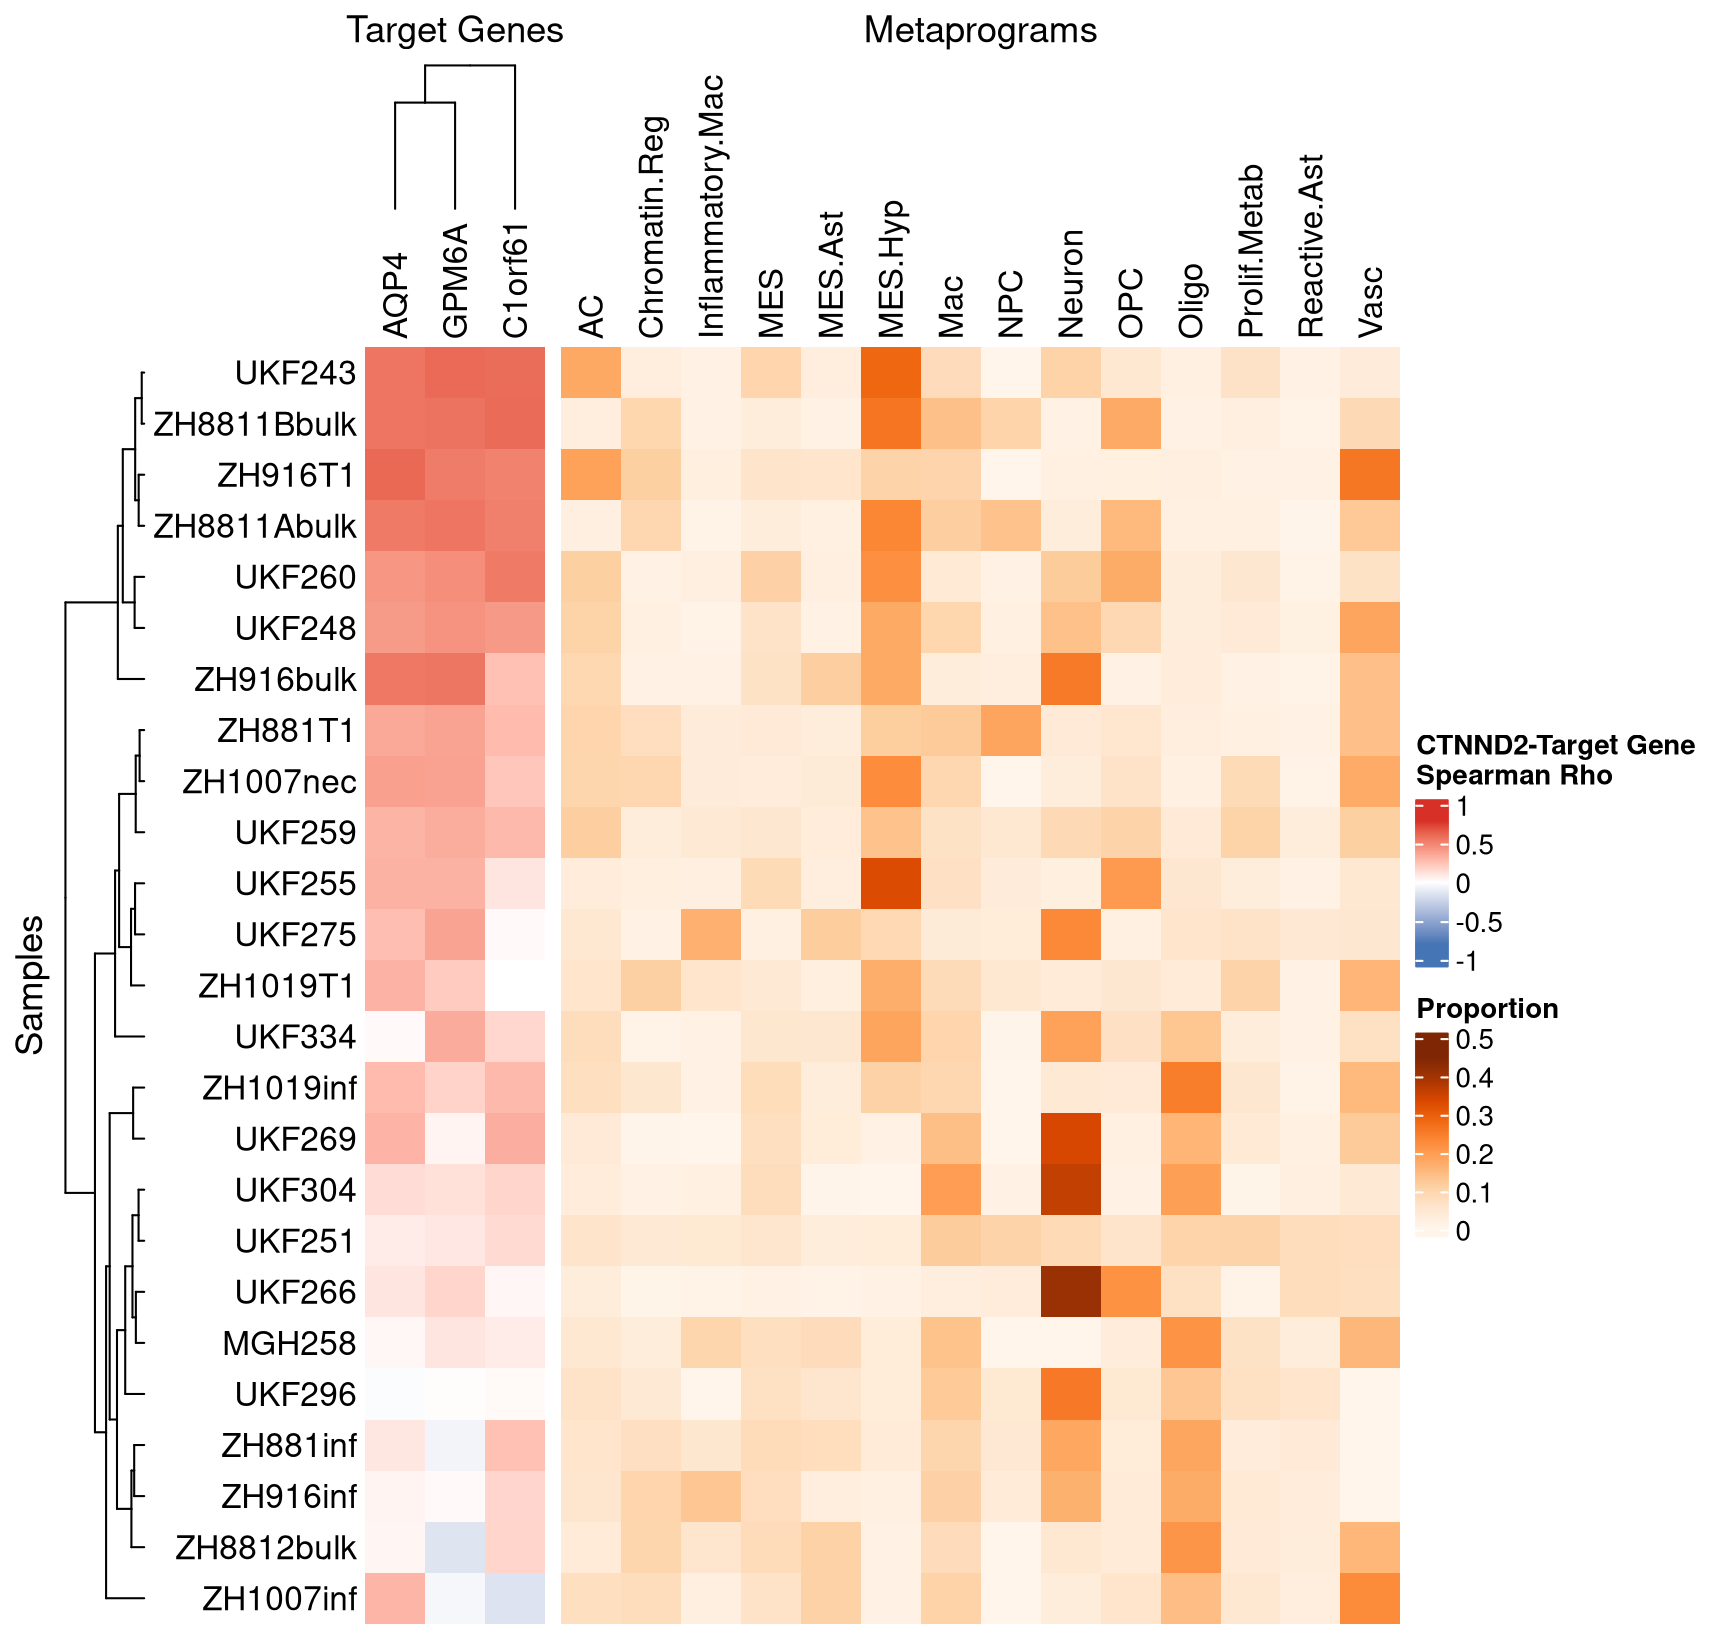 Target Genes
Metaprograms
AQP4
GPM6A
C1orf61
AC
Chromatin.Reg
Inflammatory.Mac
MES
MES.Ast
MES.Hyp
Mac
NPC
Neuron
OPC
Oligo
Prolif.Metab
Reactive.Ast
Vasc
Samples
UKF243
ZH8811Bbulk
ZH916T1
ZH8811Abulk
UKF260
UKF248
ZH916bulk
ZH881T1
ZH1007nec
UKF259
UKF255
UKF275
ZH1019T1
UKF334
ZH1019inf
UKF269
UKF304
UKF251
UKF266
MGH258
UKF296
ZH881inf
ZH916inf
ZH8812bulk
ZH1007inf
CTNND2-Target Gene
Spearman Rho
1
0.5
0
-0.5
-1
Proportion
0.5
0.4
0.3
0.2
0.1
0